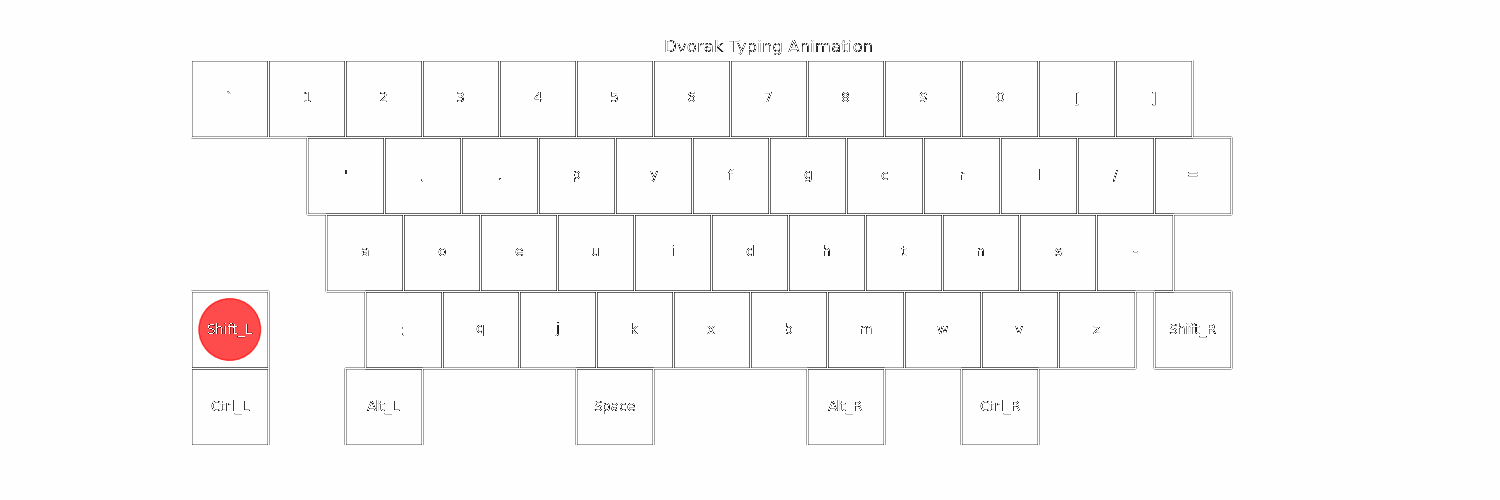 Dvorak Typing Animation
` 1 2 3 4 5 6 7 8 9 0 [ ]
' , . p y f g c r l / =
a o e u i d h t n s -
Shift_L ; q j k x b m w v z Shift_R
Ctrl_L Alt_L Space Alt_R Ctrl_R